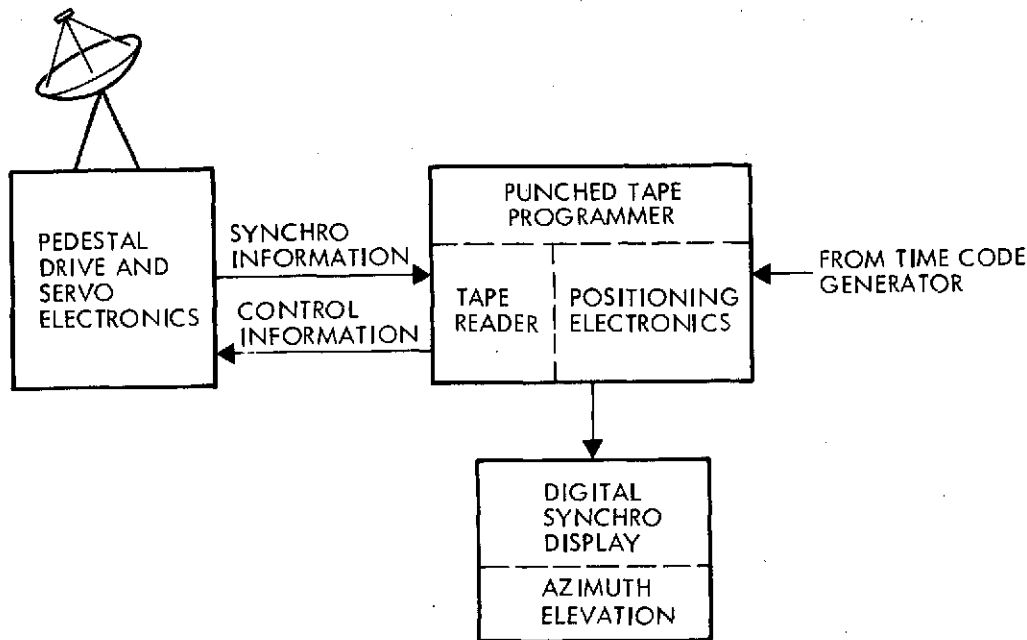 PEDESTAL
DRIVE AND
SERVO
ELECTRONICS
SYNCHRO
INFORMATION
CONTROL
INFORMATION
PUNCHED TAPE
PROGRAMMER
TAPE
READER
POSITIONING
ELECTRONICS
FROM TIME CODE
GENERATOR
DIGITAL
SYNCHRO
DISPLAY
AZIMUTH
ELEVATION